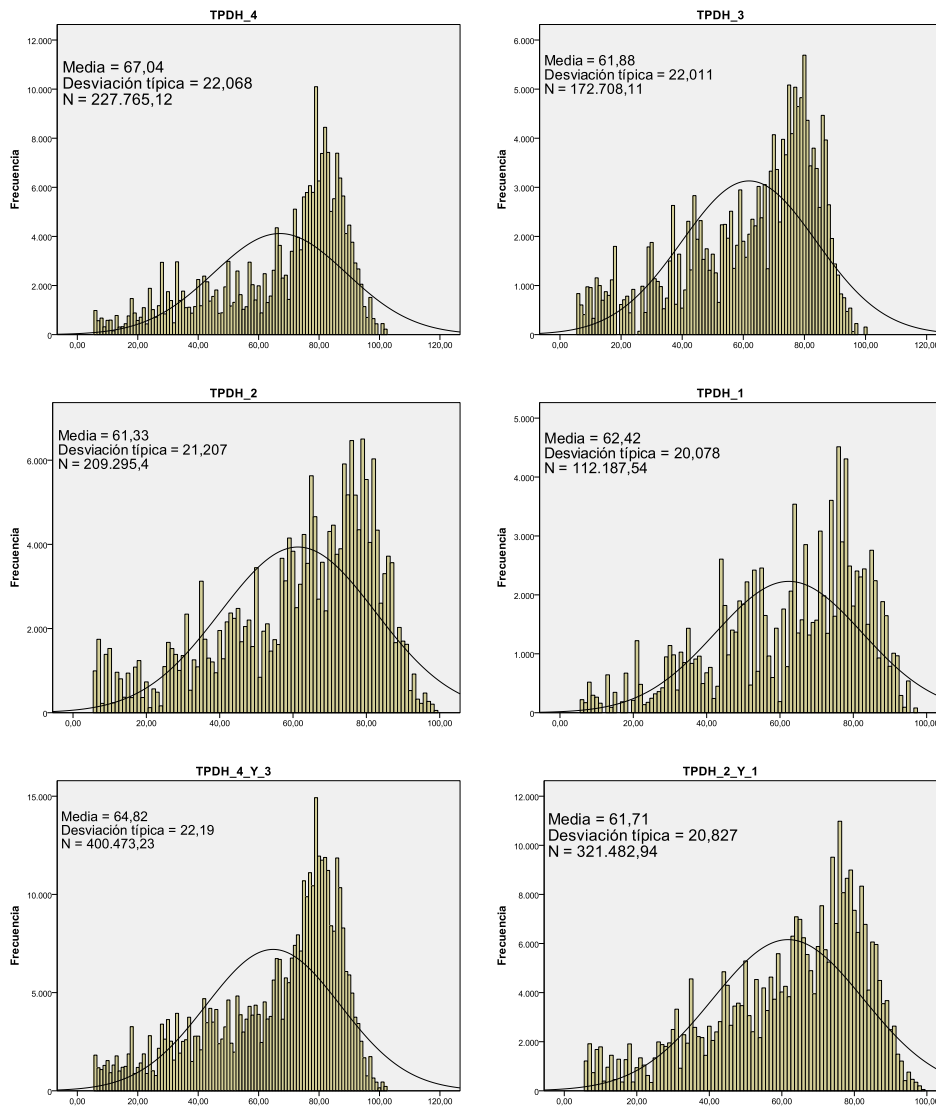 TPDH_4
Media = 67,04
Desviación típica = 22,068
N = 227.765,12
Frecuencia
12.000
10.000
8.000
6.000
4.000
2.000
0
0,00 20,00 40,00 60,00 80,00 100,00 120,00
TPDH_3
Media = 61,88
Desviación típica = 22,011
N = 172.708,11
Frecuencia
6.000
5.000
4.000
3.000
2.000
1.000
0
0,00 20,00 40,00 60,00 80,00 100,00 120,00
TPDH_2
Media = 61,33
Desviación típica = 21,207
N = 209.295,4
Frecuencia
6.000
4.000
2.000
0
40,00 0,00 20,00 40,00 60,00 80,00 100,00
TPDH_1
Media = 62,42
Desviación típica = 20,078
N = 112.187,54
Frecuencia
5.000
4.000
3.000
2.000
1.000
0
0,00 20,00 40,00 60,00 80,00 100,0
TPDH_4_Y_3
Media = 64,82
Desviación típica = 22,19
N = 400.473,23
Frecuencia
15.000
10.000
5.000
0
0,00 20,00 40,00 60,00 80,00 100,00 120,00
TPDH_2_Y_1
Media = 61,71
Desviación típica = 20,827
N = 321.482,94
Frecuencia
12.000
10.000
8.000
6.000
4.000
2.000
0
0,00 20,00 40,00 60,00 80,00 100,0